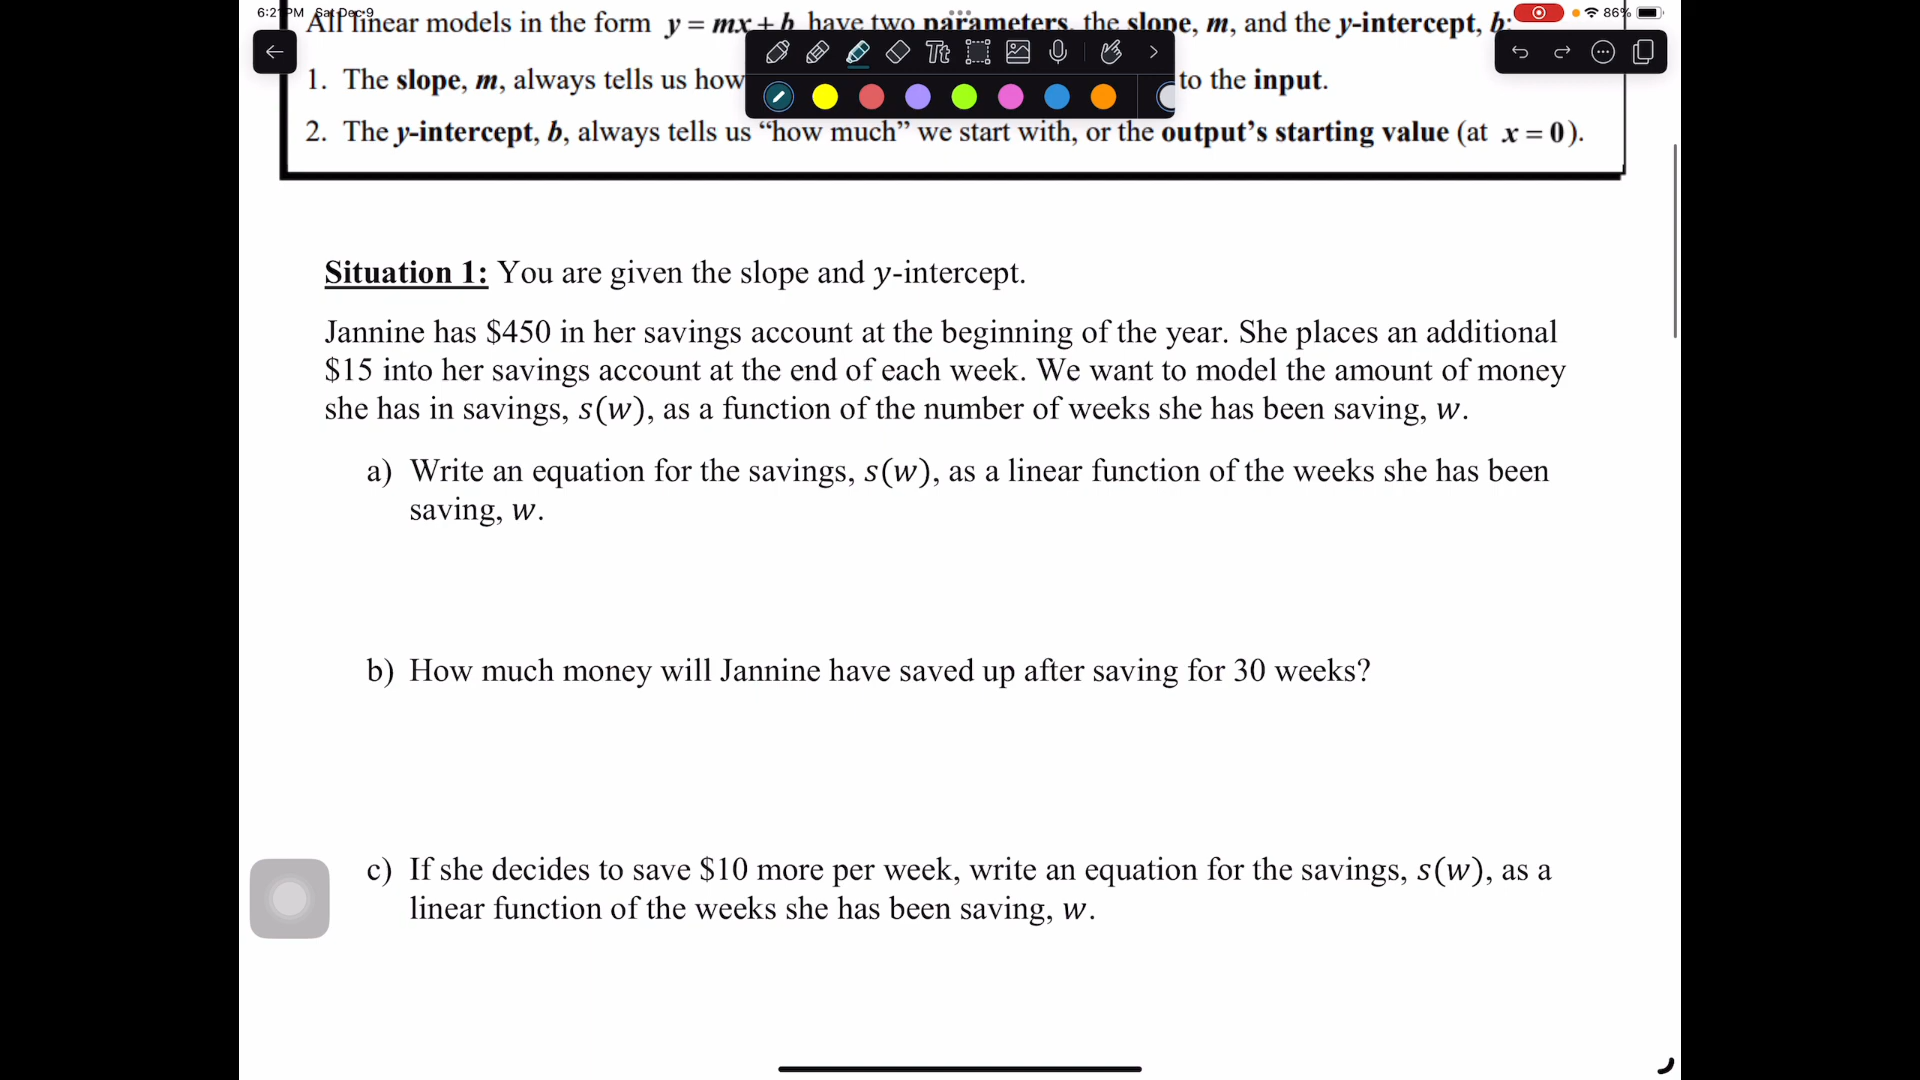 6:21PM Sat Dec 9
86%
All linear models in the form y = mx + b have two parameters, the slope, m, and the y-intercept, b:
Tt
1. The slope, m, always tells us how to the input.
2. The y-intercept, b, always tells us “how much” we start with, or the output’s starting value (at x = 0).
Situation 1: You are given the slope and y-intercept.
Jannine has $450 in her savings account at the beginning of the year. She places an additional
$15 into her savings account at the end of each week. We want to model the amount of money
she has in savings, s(w), as a function of the number of weeks she has been saving, w.
a) Write an equation for the savings, s(w), as a linear function of the weeks she has been
saving, w.
b) How much money will Jannine have saved up after saving for 30 weeks?
c) If she decides to save $10 more per week, write an equation for the savings, s(w), as a
linear function of the weeks she has been saving, w.